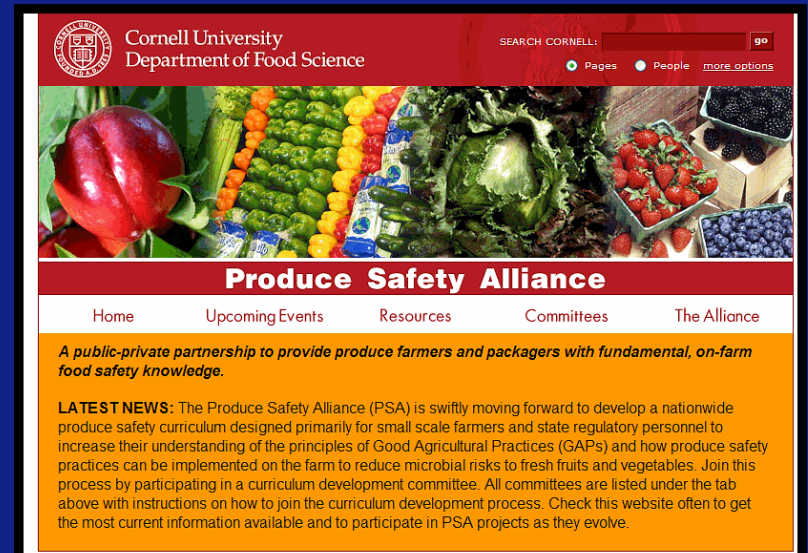 Cornell University
Department of Food Science
SEARCH CORNELL:
go
Pages People more options
Produce Safety Alliance
Home Upcoming Events Resources Committees The Alliance
A public-private partnership to provide produce farmers and packagers with fundamental, on-farm
food safety knowledge.
LATEST NEWS: The Produce Safety Alliance (PSA) is swiftly moving forward to develop a nationwide
produce safety curriculum designed primarily for small scale farmers and state regulatory personnel to
increase their understanding of the principles of Good Agricultural Practices (GAPs) and how produce safety
practices can be implemented on the farm to reduce microbial risks to fresh fruits and vegetables. Join this
process by participating in a curriculum development committee. All committees are listed under the tab
above with instructions on how to join the curriculum development process. Check this website often to get
the most current information available and to participate in PSA projects as they evolve.